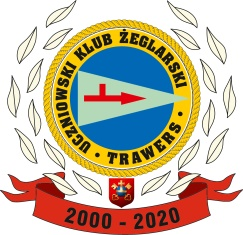 UCZNIOWSKI KLUB ŻEGLARSKI
• TRAWERS •
2000 - 2020